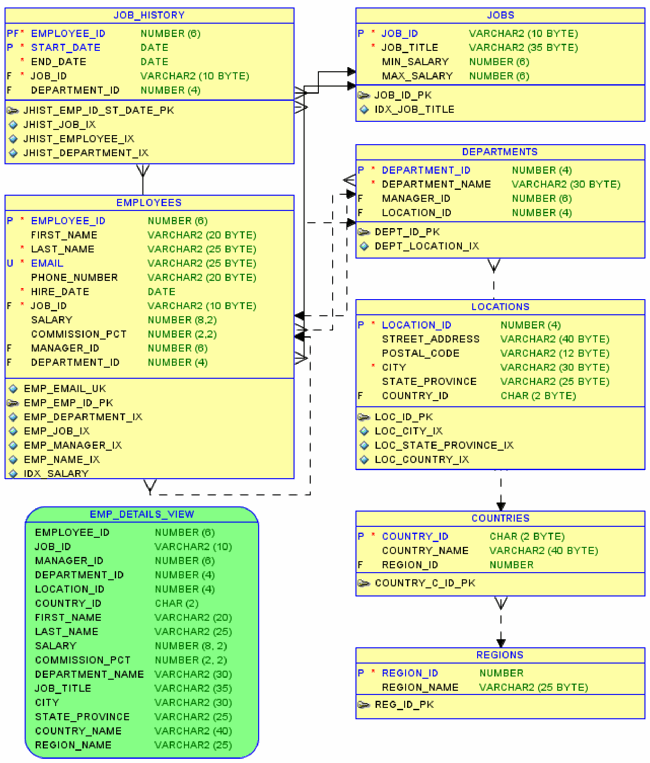 JOB_HISTORY
PF* EMPLOYEE_ID NUMBER (6)
P * START_DATE DATE
* END_DATE DATE
F * JOB_ID VARCHAR2 (10 BYTE)
F DEPARTMENT_ID NUMBER (4)
JHIST_EMP_ID_ST_DATE_PK
JHIST_JOB_IX
JHIST_EMPLOYEE_IX
JHIST_DEPARTMENT_IX
EMPLOYEES
P * EMPLOYEE_ID NUMBER (6)
FIRST_NAME VARCHAR2 (20 BYTE)
* LAST_NAME VARCHAR2 (25 BYTE)
U * EMAIL VARCHAR2 (25 BYTE)
PHONE_NUMBER VARCHAR2 (20 BYTE)
* HIRE_DATE DATE
F * JOB_ID VARCHAR2 (10 BYTE)
SALARY NUMBER (8,2)
COMMISSION_PCT NUMBER (2,2)
F MANAGER_ID NUMBER (6)
F DEPARTMENT_ID NUMBER (4)
EMP_EMAIL_UK
EMP_EMP_ID_PK
EMP_DEPARTMENT_IX
EMP_JOB_IX
EMP_MANAGER_IX
EMP_NAME_IX
IDX_SALARY
EMP_DETAILS_VIEW
EMPLOYEE_ID NUMBER (6)
JOB_ID VARCHAR2 (10)
MANAGER_ID NUMBER (6)
DEPARTMENT_ID NUMBER (4)
LOCATION_ID NUMBER (4)
COUNTRY_ID CHAR (2)
FIRST_NAME VARCHAR2 (20)
LAST_NAME VARCHAR2 (25)
SALARY NUMBER (8, 2)
COMMISSION_PCT NUMBER (2, 2)
DEPARTMENT_NAME VARCHAR2 (30)
JOB_TITLE VARCHAR2 (35)
CITY VARCHAR2 (30)
STATE_PROVINCE VARCHAR2 (25)
COUNTRY_NAME VARCHAR2 (40)
REGION_NAME VARCHAR2 (25)
JOBS
P * JOB_ID VARCHAR2 (10 BYTE)
* JOB_TITLE VARCHAR2 (35 BYTE)
MIN_SALARY NUMBER (6)
MAX_SALARY NUMBER (6)
JOB_ID_PK
IDX_JOB_TITLE
DEPARTMENTS
P * DEPARTMENT_ID NUMBER (4)
* DEPARTMENT_NAME VARCHAR2 (30 BYTE)
F MANAGER_ID NUMBER (6)
F LOCATION_ID NUMBER (4)
DEPT_ID_PK
DEPT_LOCATION_IX
LOCATIONS
P * LOCATION_ID NUMBER (4)
STREET_ADDRESS VARCHAR2 (40 BYTE)
POSTAL_CODE VARCHAR2 (12 BYTE)
* CITY VARCHAR2 (30 BYTE)
STATE_PROVINCE VARCHAR2 (25 BYTE)
F COUNTRY_ID CHAR (2 BYTE)
LOC_ID_PK
LOC_CITY_IX
LOC_STATE_PROVINCE_IX
LOC_COUNTRY_IX
COUNTRIES
P * COUNTRY_ID CHAR (2 BYTE)
COUNTRY_NAME VARCHAR2 (40 BYTE)
F REGION_ID NUMBER
COUNTRY_C_ID_PK
REGIONS
P * REGION_ID NUMBER
REGION_NAME VARCHAR2 (25 BYTE)
REG_ID_PK